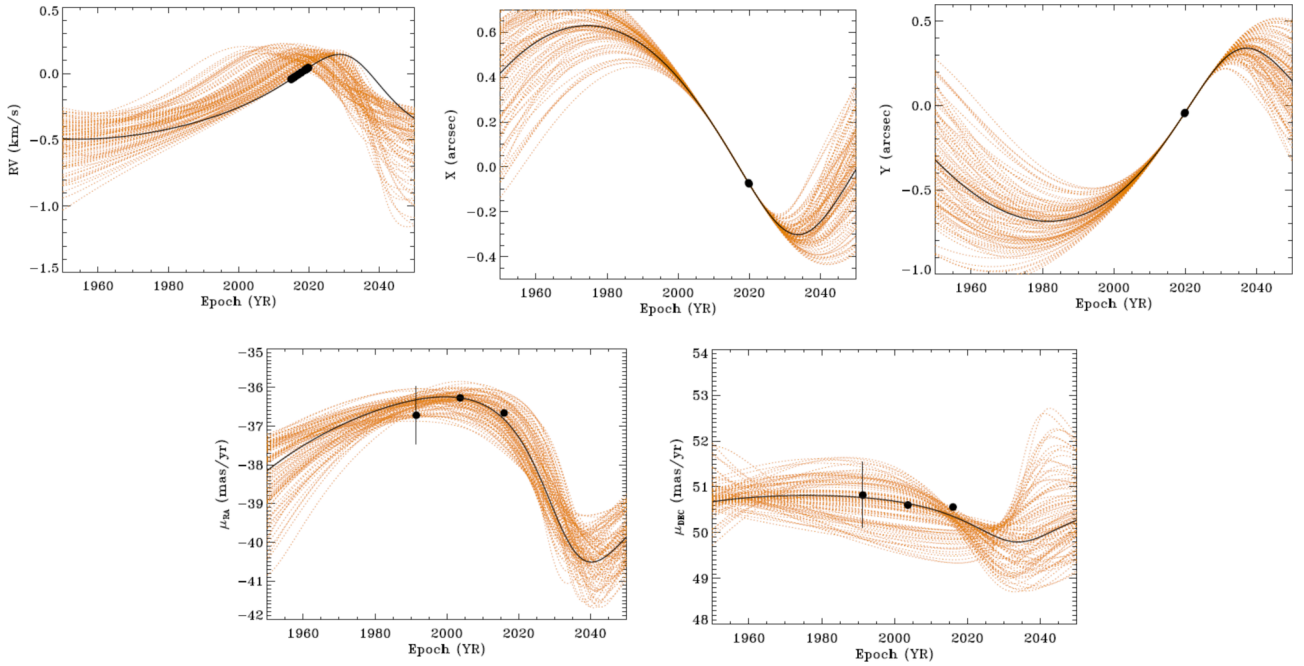 0.5
0.0
−0.5
−1.0
−1.5
RV (km/s)
1960 1980 2000 2020 2040
Epoch (YR)
0.6
0.4
0.2
0.0
−0.2
0.4
X (arcsec)
1960 1980 2000 2020 2040
Epoch (YR)
0.5
0.0
−0.5
−1.0
Y (arcsec)
1960 1980 2000 2020 2040
Epoch (YR)
−35
−36
−37
−38
−39
−40
−41
−42
μRA (mas/yr)
1960 1980 2000 2020 2040
Epoch (YR)
54
53
52
51
50
49
48
μDEC (mas/yr)
1960 1980 2000 2020 2040
Epoch (YR)